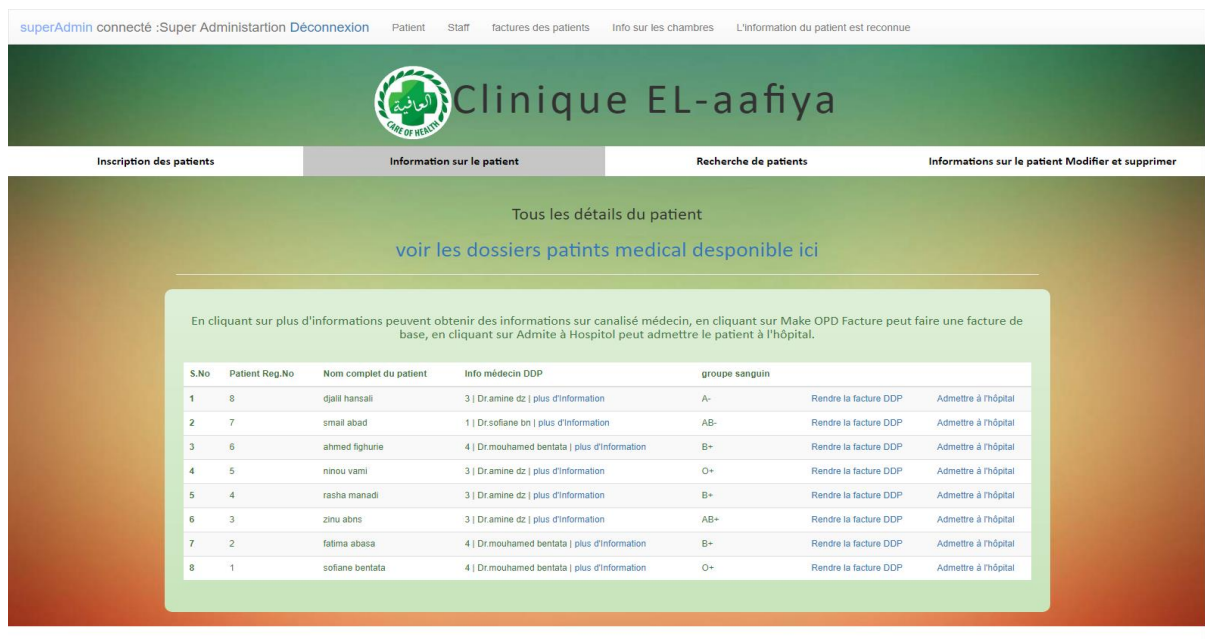 superAdmin connecté :Super Administartion Déconnexion Patient Staff factures des patients Info sur les chambres L'information du patient est reconnue
العافية
CARE OF HEALTH
Clinique EL-aafiya
Inscription des patients Information sur le patient Recherche de patients Informations sur le patient Modifier et supprimer
Tous les détails du patient
voir les dossiers patints medical desponible ici
En cliquant sur plus d'informations peuvent obtenir des informations sur canalisé médecin, en cliquant sur Make OPD Facture peut faire une facture de
base, en cliquant sur Admite à Hospitol peut admettre le patient à l'hôpital.
S.No Patient Reg.No Nom complet du patient Info médecin DDP groupe sanguin
1 8 djalil hansali 3 | Dr.amine dz | plus d'Information A- Rendre la facture DDP Admettre á l'hôpital
2 7 smail abad 1 | Dr.sofiane bn | plus d'Information AB- Rendre la facture DDP Admettre á l'hôpital
3 6 ahmed fighurie 4 | Dr.mouhamed bentata | plus d'Information B+ Rendre la facture DDP Admettre á l'hôpital
4 5 ninou vami 3 | Dr.amine dz | plus d'Information O+ Rendre la facture DDP Admettre á l'hôpital
5 4 rasha manadi 3 | Dr.amine dz | plus d'Information B+ Rendre la facture DDP Admettre á l'hôpital
6 3 zinu abns 3 | Dr.amine dz | plus d'Information AB+ Rendre la facture DDP Admettre á l'hôpital
7 2 fatima abasa 4 | Dr.mouhamed bentata | plus d'Information B+ Rendre la facture DDP Admettre á l'hôpital
8 1 sofiane bentata 4 | Dr.mouhamed bentata | plus d'Information O+ Rendre la facture DDP Admettre á l'hôpital